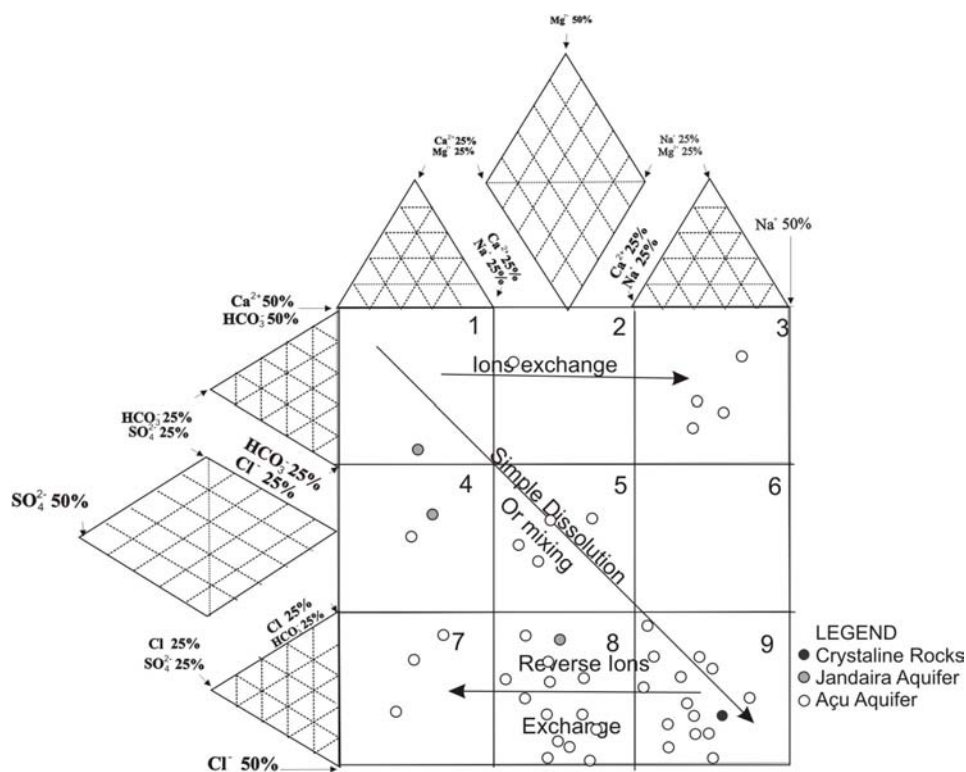 Mg²⁺ 50%
Ca²⁺ 25%
Mg²⁺ 25%
Na⁺ 25%
Mg²⁺ 25%
Ca²⁺ 25%
Na⁺ 25%
Ca²⁺ 25%
Na⁺ 25%
Na⁺ 50%
Ca²⁺ 50%
HCO₃⁻ 50%
1
2
3
Ions exchange
HCO₃⁻ 25%
SO₄²⁻ 25%
HCO₃⁻ 25%
Cl⁻ 25%
SO₄²⁻ 50%
4
5
6
Simple Dissolution
Or mixing
Cl 25%
HCO₃ 25%
Cl 25%
SO₄²⁻ 25%
7
8
9
Reverse Ions
Exchange
Cl⁻ 50%
LEGEND
Crystaline Rocks
Jandaira Aquifer
Açu Aquifer